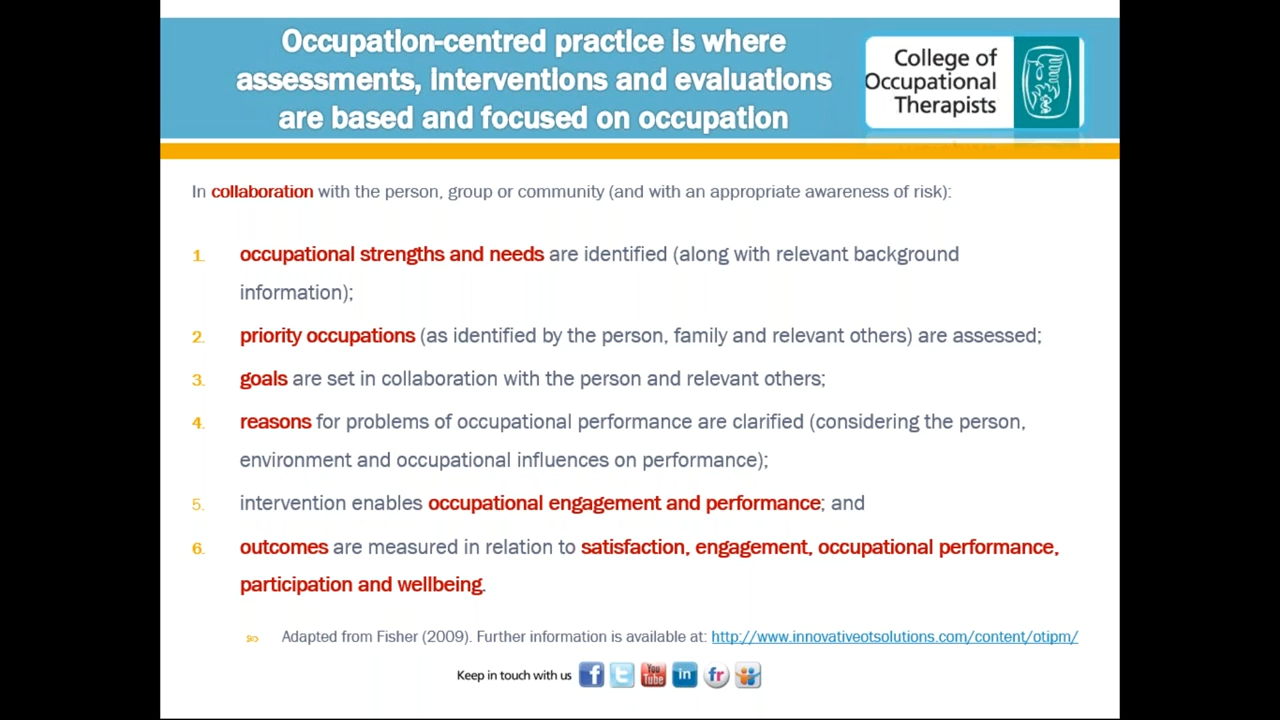 Occupation-centred practice is where
assessments, interventions and evaluations
are based and focused on occupation
College of
Occupational
Therapists
In collaboration with the person, group or community (and with an appropriate awareness of risk):
1. occupational strengths and needs are identified (along with relevant background
information);
2. priority occupations (as identified by the person, family and relevant others) are assessed;
3. goals are set in collaboration with the person and relevant others;
4. reasons for problems of occupational performance are clarified (considering the person,
environment and occupational influences on performance);
5. intervention enables occupational engagement and performance; and
6. outcomes are measured in relation to satisfaction, engagement, occupational performance,
participation and wellbeing.
Adapted from Fisher (2009). Further information is available at: http://www.innovativeotsolutions.com/content/otipm/
Keep in touch with us f t You Tube in fr